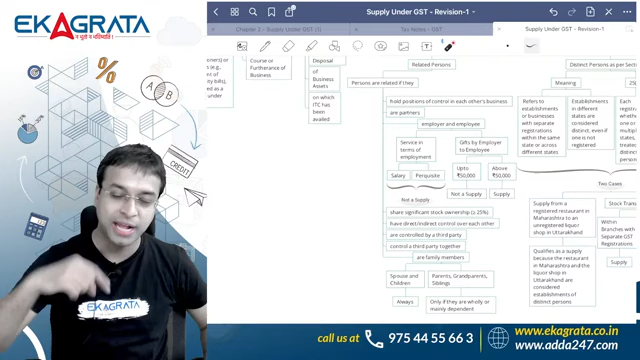 EKAGRATA
Supply Under GST - Revision-1
Chapter 2 - Supply Under GST (1)
Tax Notes - GST
Supply Under GST - Revision-1
T
Course or
Furtherance of
Business
Disposal
of
Business
Assets
on which
ITC has
been
availed
Related Persons
Persons are related if they
hold positions of control in each other's business
are partners
employer and employee
Service in
terms of
employment
Gifts by Employer
to Employee
Salary
Perquisite
Upto
₹50,000
Above
₹50,000
Not a Supply
Supply
Not a Supply
share significant stock ownership (≥ 25%)
have direct/indirect control over each other
are controlled by a third party
control a third party together
are family members
Spouse and
Children
Parents, Grandparents,
Siblings
Always
Only if they are wholly or
mainly dependent
Distinct Persons as per Sect
Meaning
Refers to
establishments
or businesses
with separate
registrations
within the same
state or across
different states
Establishments
in different
states are
considered
distinct, even if
one is not
registered
Two Cases
Supply from a
registered restaurant in
Maharashtra to an
unregistered liquor
shop in Uttarakhand
Stock Trans
Within
Branches with
Separate GST
Registrations
Supply
Qualifies as a supply
because the restaurant
in Maharashtra and the
liquor shop in
Uttarakhand are
considered
establishments of
distinct persons
%
A
B
CREDIT
EKAGRATA
call us at
975 44 55 66 3
www.ekagrata.co.in
www.adda247.com